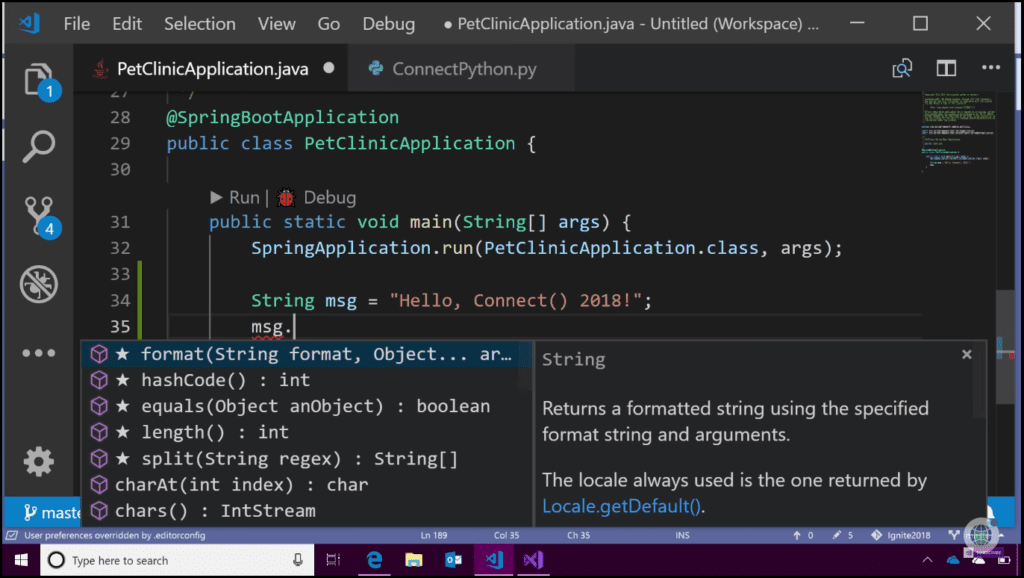 File Edit Selection View Go Debug ● PetClinicApplication.java - Untitled (Workspace) ...
PetClinicApplication.java ● ConnectPython.py
1
4
28 @SpringBootApplication
29 public class PetClinicApplication {
30
Run | Debug
31 public static void main(String[] args) {
32 SpringApplication.run(PetClinicApplication.class, args);
33
34 String msg = "Hello, Connect() 2018!";
35 msg.
★ format(String format, Object... ar…
★ hashCode() : int
★ equals(Object anObject) : boolean
★ length() : int
★ split(String regex) : String[]
charAt(int index) : char
chars() : IntStream
String
Returns a formatted string using the specified
format string and arguments.
The locale always used is the one returned by
Locale.getDefault().
maste
User preferences overridden by .editorconfig Ln 189 Col 35 Ch 35 INS 0 5 Ignite2018
Type here to search